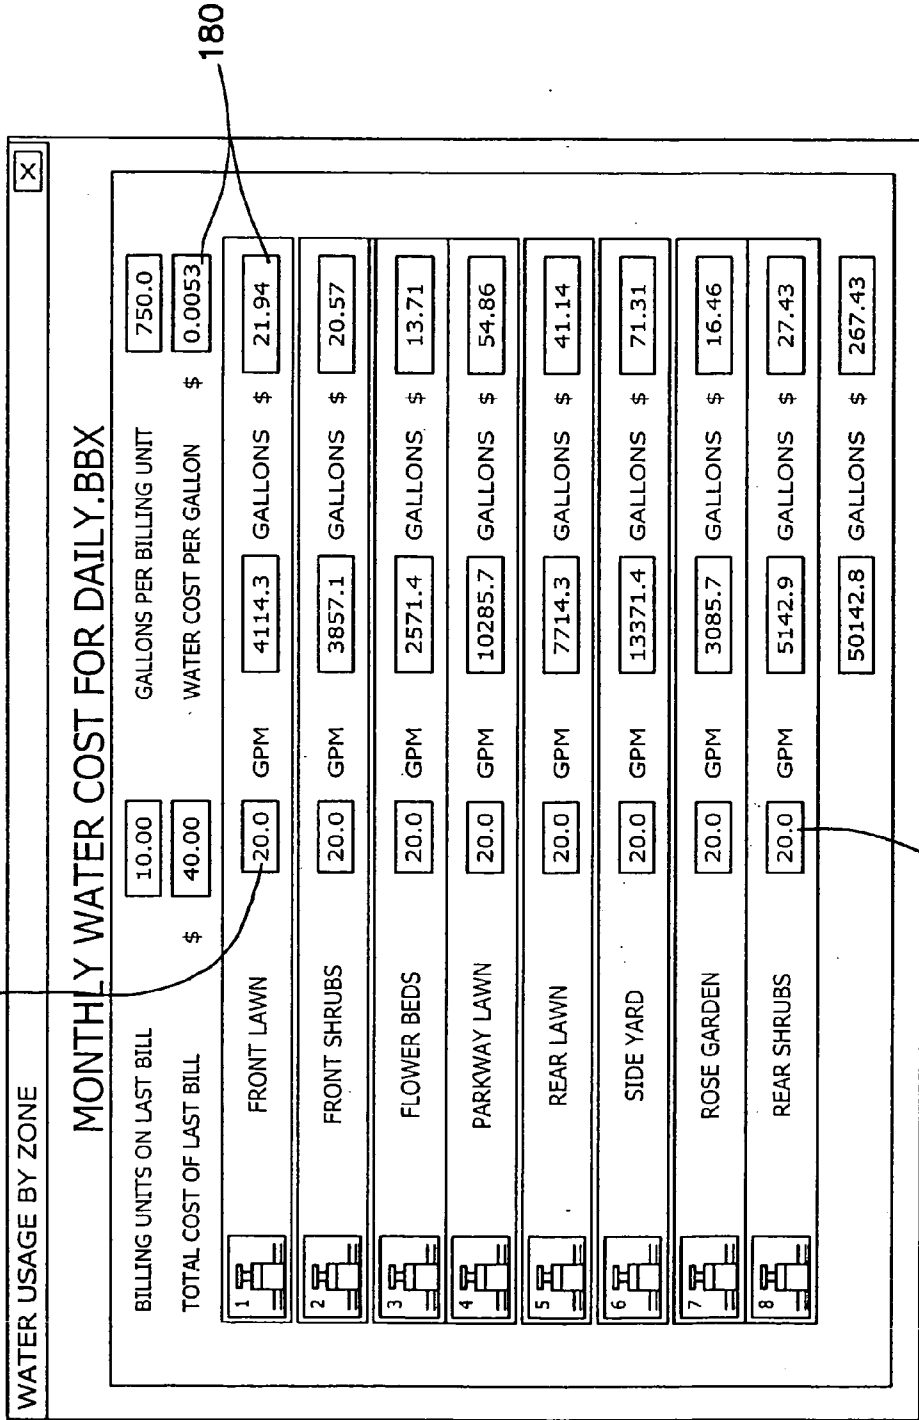 WATER USAGE BY ZONE X
MONTHLY WATER COST FOR DAILY.BBX
BILLING UNITS ON LAST BILL 10.00 GALLONS PER BILLING UNIT 750.0
TOTAL COST OF LAST BILL $ 40.00 WATER COST PER GALLON $ 0.0053
1 FRONT LAWN 20.0 GPM 4114.3 GALLONS $ 21.94
2 FRONT SHRUBS 20.0 GPM 3857.1 GALLONS $ 20.57
3 FLOWER BEDS 20.0 GPM 2571.4 GALLONS $ 13.71
4 PARKWAY LAWN 20.0 GPM 10285.7 GALLONS $ 54.86
5 REAR LAWN 20.0 GPM 7714.3 GALLONS $ 41.14
6 SIDE YARD 20.0 GPM 13371.4 GALLONS $ 71.31
7 ROSE GARDEN 20.0 GPM 3085.7 GALLONS $ 16.46
8 REAR SHRUBS 20.0 GPM 5142.9 GALLONS $ 27.43
50142.8 GALLONS $ 267.43
180